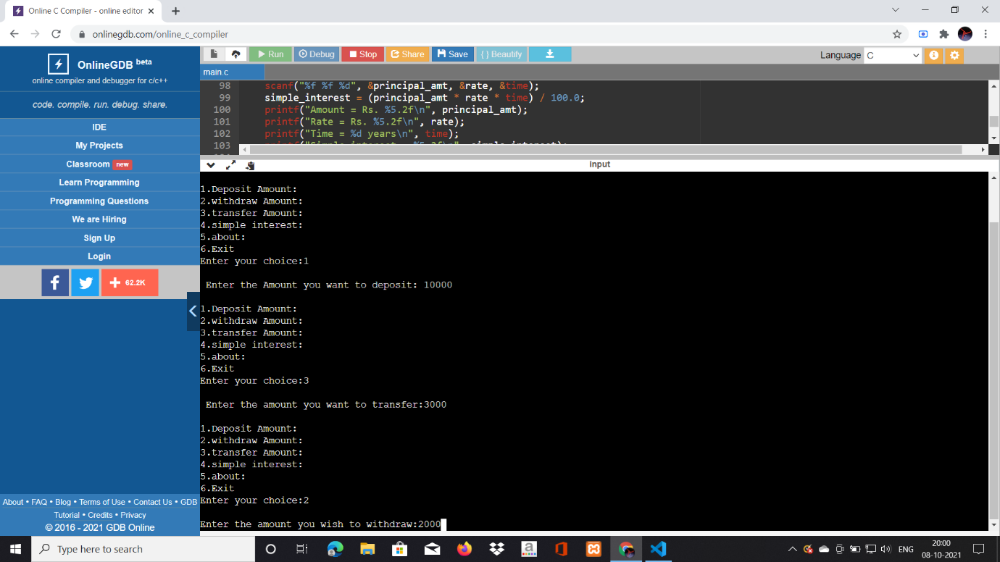 Online C Compiler - online editor
onlinegdb.com/online_c_compiler
OnlineGDB beta
online compiler and debugger for c/c++
code. compile. run. debug. share.
IDE
My Projects
Classroom new
Learn Programming
Programming Questions
We are Hiring
Sign Up
Login
62.2K
About • FAQ • Blog • Terms of Use • Contact Us • GDB
Tutorial • Credits • Privacy
© 2016 - 2021 GDB Online
Run Debug Stop Share Save { } Beautify Language C
main.c
98 scanf("%f %f %d", &principal_amt, &rate, &time);
99 simple_interest = (principal_amt * rate * time) / 100.0;
100 printf("Amount = Rs. %5.2f\n", principal_amt);
101 printf("Rate = Rs. %5.2f\n", rate);
102 printf("Time = %d years\n", time);
103
input
1.Deposit Amount:
2.withdraw Amount:
3.transfer Amount:
4.simple interest:
5.about:
6.Exit
Enter your choice:1
Enter the Amount you want to deposit: 10000
1.Deposit Amount:
2.withdraw Amount:
3.transfer Amount:
4.simple interest:
5.about:
6.Exit
Enter your choice:3
Enter the amount you want to transfer:3000
1.Deposit Amount:
2.withdraw Amount:
3.transfer Amount:
4.simple interest:
5.about:
6.Exit
Enter your choice:2
Enter the amount you wish to withdraw:2000
Type here to search
ENG
20:00
08-10-2021